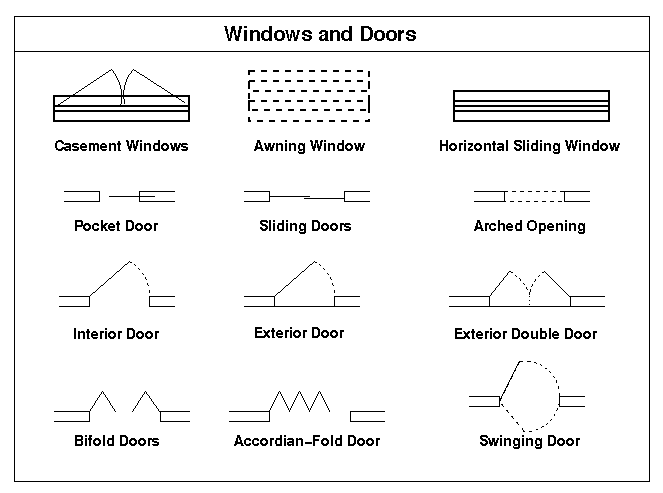 Windows and Doors
Casement Windows
Awning Window
Horizontal Sliding Window
Pocket Door
Sliding Doors
Arched Opening
Interior Door
Exterior Door
Exterior Double Door
Bifold Doors
Accordian-Fold Door
Swinging Door